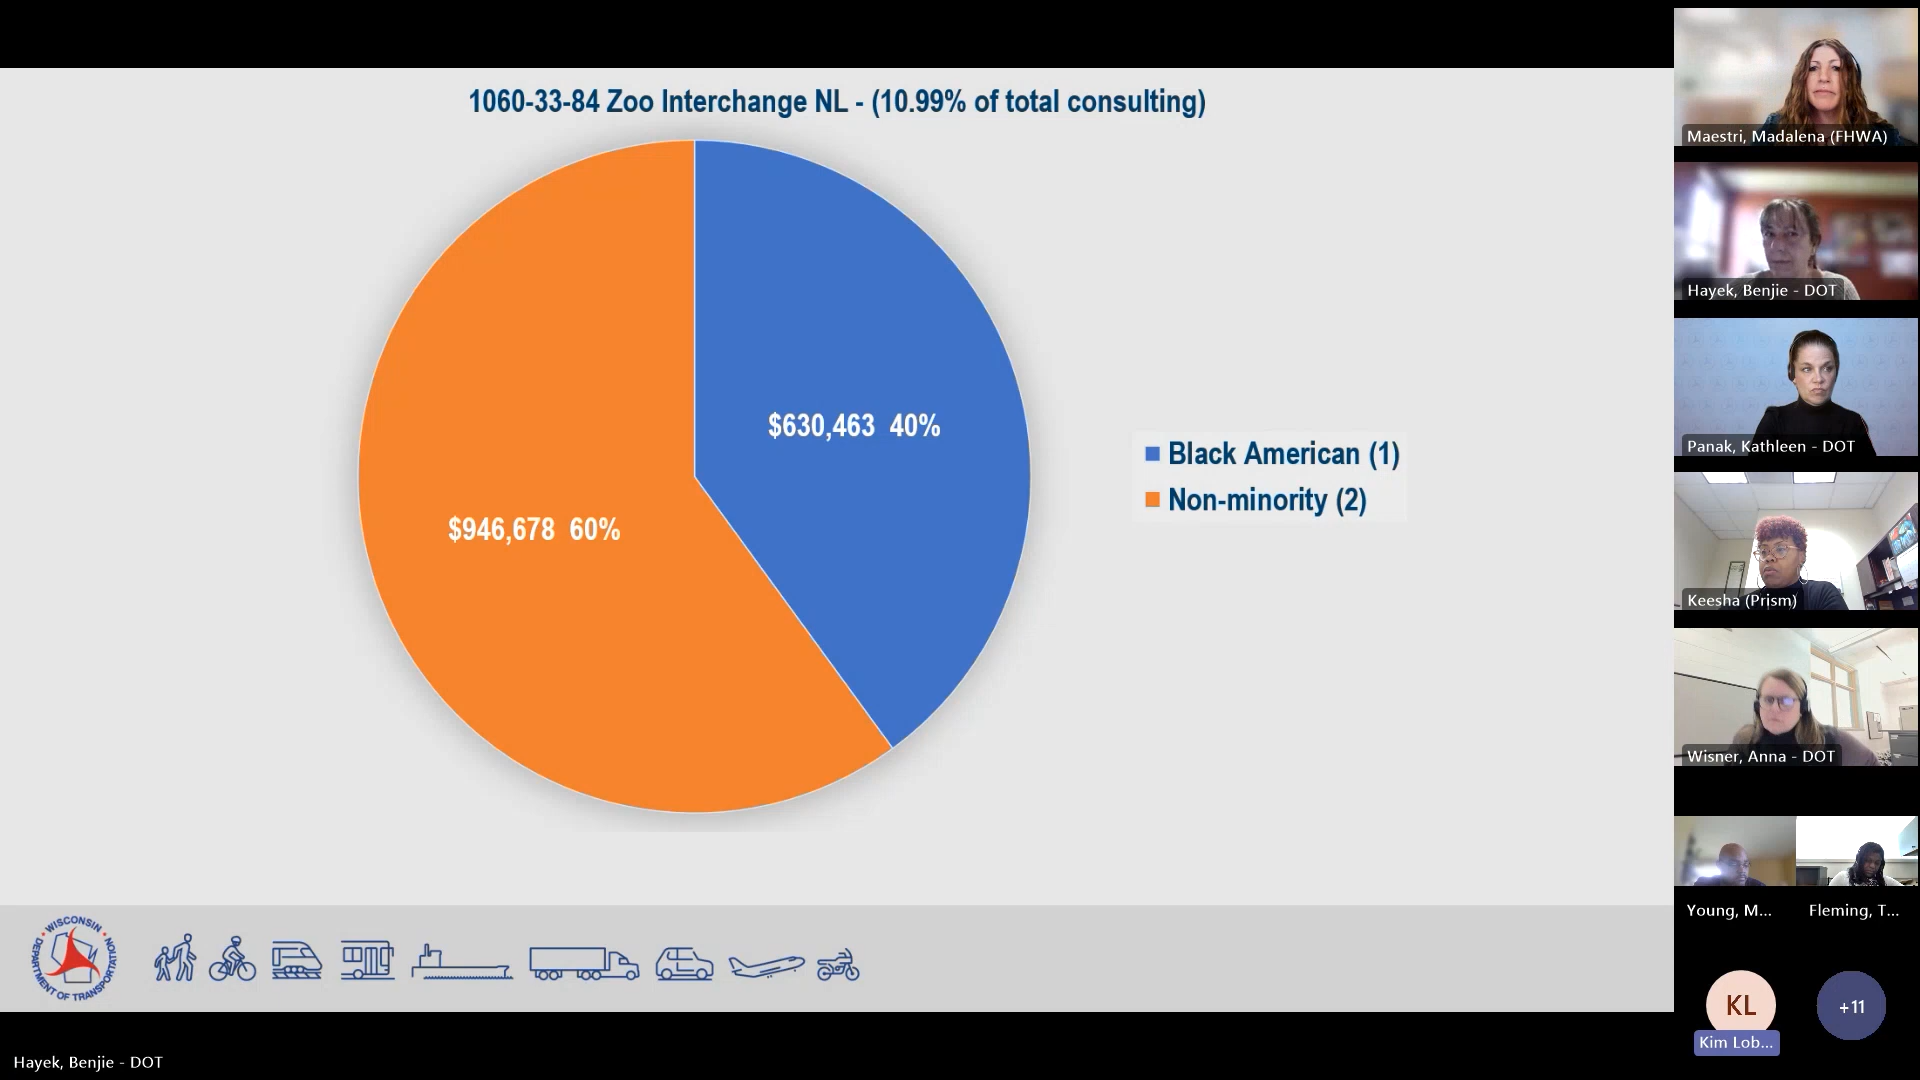 1060-33-84 Zoo Interchange NL - (10.99% of total consulting)
$630,463 40%
$946,678 60%
Black American (1)
Non-minority (2)
WISCONSIN
DEPARTMENT OF TRANSPORTATION
Hayek, Benjie - DOT
Maestri, Madalena (FHWA)
Hayek, Benjie - DOT
Panak, Kathleen - DOT
Keesha (Prism)
Wisner, Anna - DOT
Young, M...
Fleming, T...
KL
+11
Kim Lob...